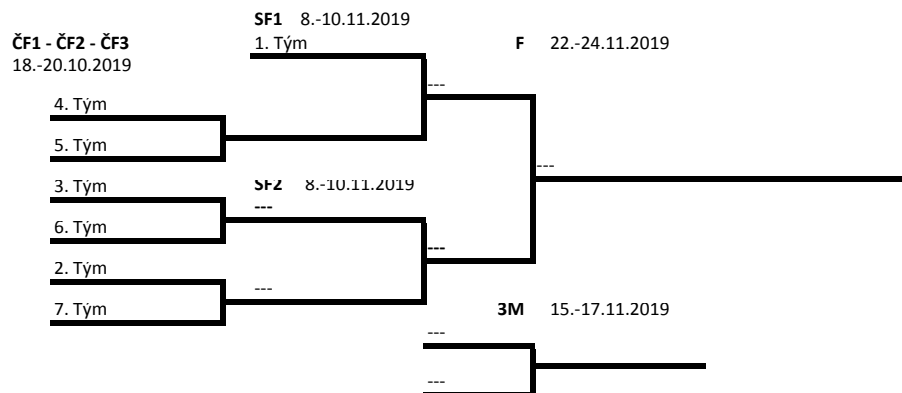 SF1 8.-10.11.2019
ČF1 - ČF2 - ČF3
1. Tým
F 22.-24.11.2019
18.-20.10.2019
---
4. Tým
5. Tým
---
3. Tým
SF2 8.-10.11.2019
---
6. Tým
---
2. Tým
---
7. Tým
3M 15.-17.11.2019
---
---